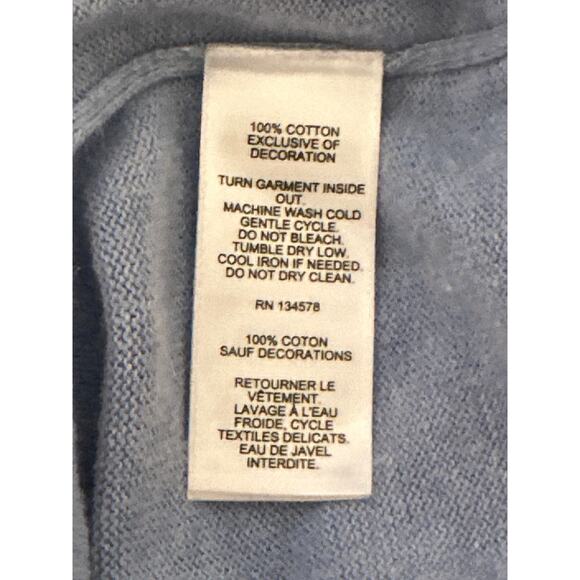 100% COTTON
EXCLUSIVE OF
DECORATION
TURN GARMENT INSIDE
OUT.
MACHINE WASH COLD
GENTLE CYCLE.
DO NOT BLEACH.
TUMBLE DRY LOW.
COOL IRON IF NEEDED.
DO NOT DRY CLEAN.
RN 134578
100% COTON
SAUF DECORATIONS
RETOURNER LE
VÊTEMENT.
LAVAGE À L'EAU
FROIDE, CYCLE
TEXTILES DELICATS.
EAU DE JAVEL
INTERDITE.